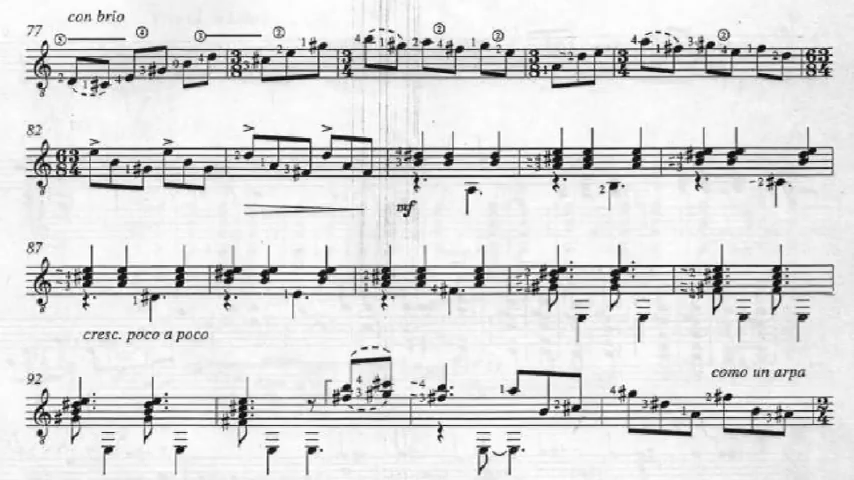 con brio
77
82
mf
87
cresc. poco a poco
92
como un arpa